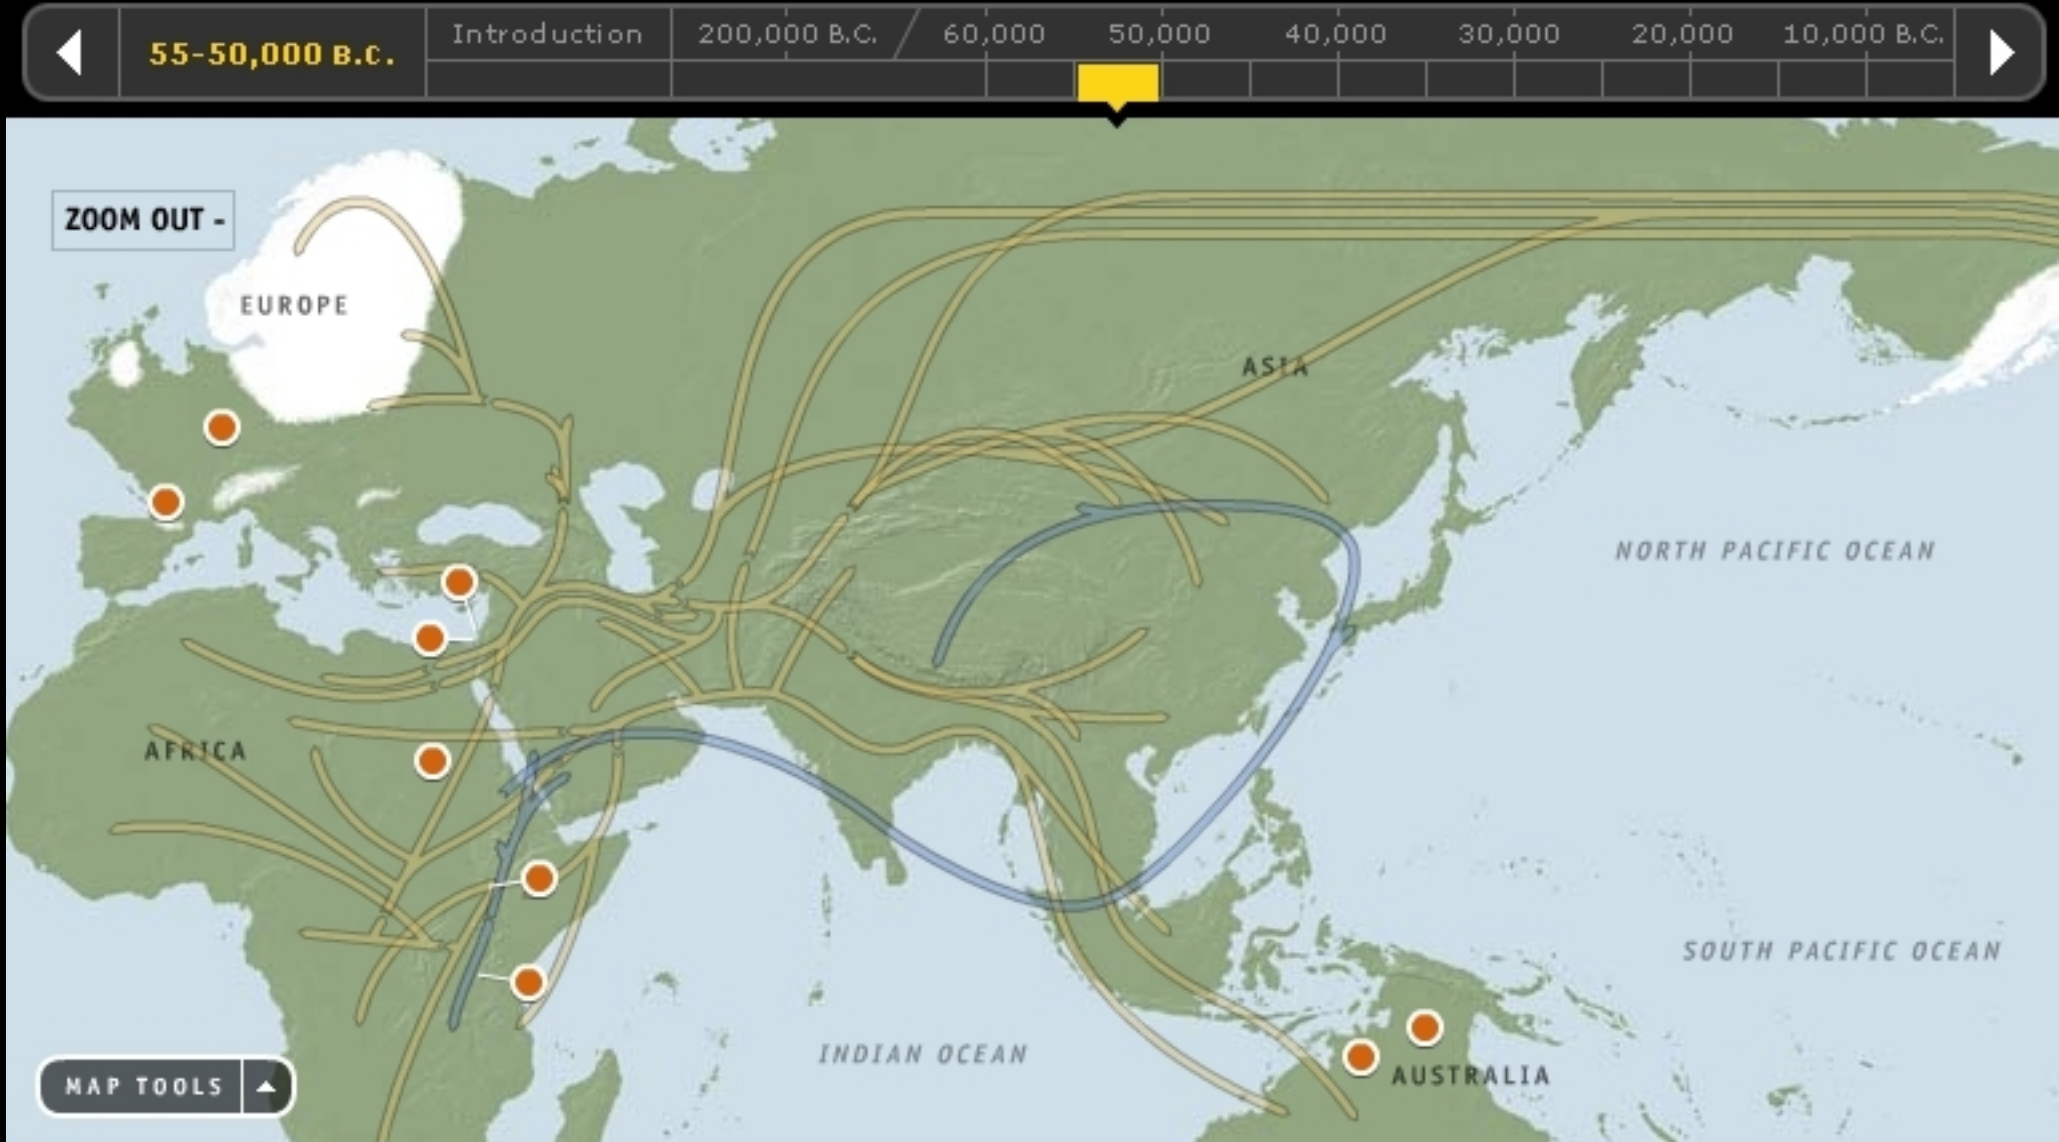 55-50,000 B.C.
Introduction
200,000 B.C.
60,000
50,000
40,000
30,000
20,000
10,000 B.C.
ZOOM OUT -
EUROPE
ASIA
NORTH PACIFIC OCEAN
AFRICA
SOUTH PACIFIC OCEAN
INDIAN OCEAN
AUSTRALIA
MAP TOOLS